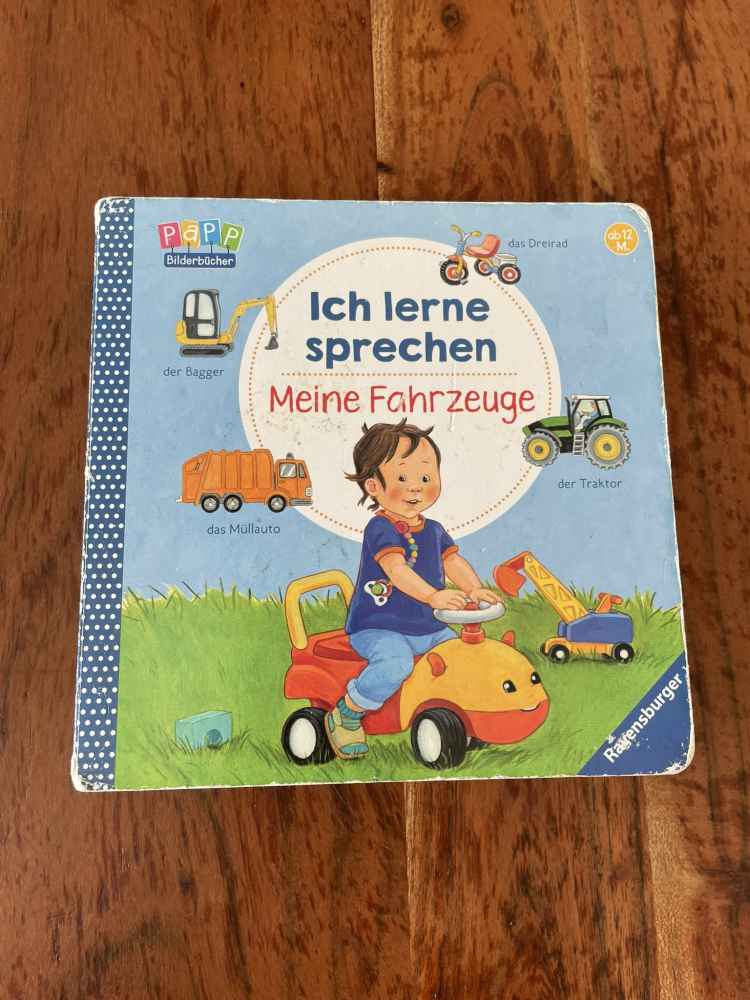 PAPP
Bilderbücher
das Dreirad
ab 12
M.
Ich lerne
sprechen
Meine Fahrzeuge
der Bagger
der Traktor
das Müllauto
Ravensburger